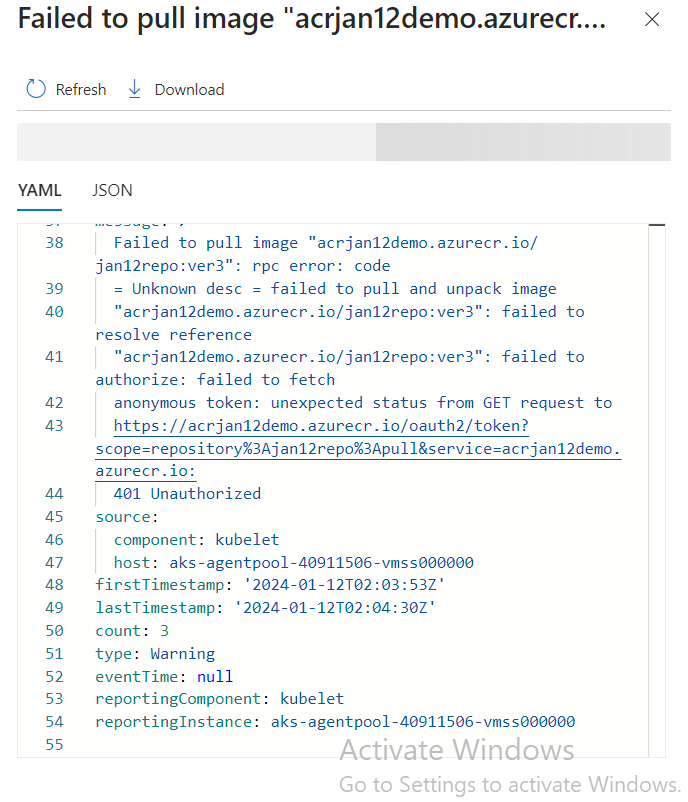 Failed to pull image "acrjan12demo.azurecr....
Refresh
Download
YAML
JSON
38 Failed to pull image "acrjan12demo.azurecr.io/
jan12repo:ver3": rpc error: code
39 = Unknown desc = failed to pull and unpack image
40 "acrjan12demo.azurecr.io/jan12repo:ver3": failed to
resolve reference
41 "acrjan12demo.azurecr.io/jan12repo:ver3": failed to
authorize: failed to fetch
42 anonymous token: unexpected status from GET request to
43 https://acrjan12demo.azurecr.io/oauth2/token?
scope=repository%3Ajan12repo%3Apull&service=acrjan12demo.
azurecr.io:
44 401 Unauthorized
45 source:
46 component: kubelet
47 host: aks-agentpool-40911506-vmss000000
48 firstTimestamp: '2024-01-12T02:03:53Z'
49 lastTimestamp: '2024-01-12T02:04:30Z'
50 count: 3
51 type: Warning
52 eventTime: null
53 reportingComponent: kubelet
54 reportingInstance: aks-agentpool-40911506-vmss000000
55
Activate Windows
Go to Settings to activate Windows.